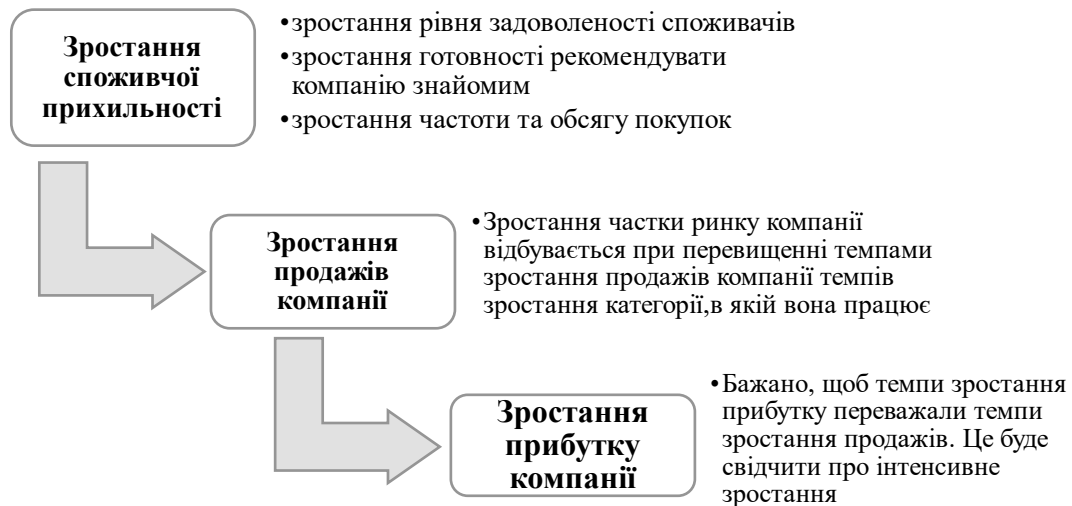 Зростання
споживчої
прихильності
•зростання рівня задоволеності споживачів
•зростання готовності рекомендувати
компанію знайомим
•зростання частоти та обсягу покупок
Зростання
продажів
компанії
•Зростання частки ринку компанії
відбувається при перевищенні темпами
зростання продажів компанії темпів
зростання категорії,в якій вона працює
Зростання
прибутку
компанії
•Бажано, щоб темпи зростання
прибутку переважали темпи
зростання продажів. Це буде
свідчити про інтенсивне
зростання